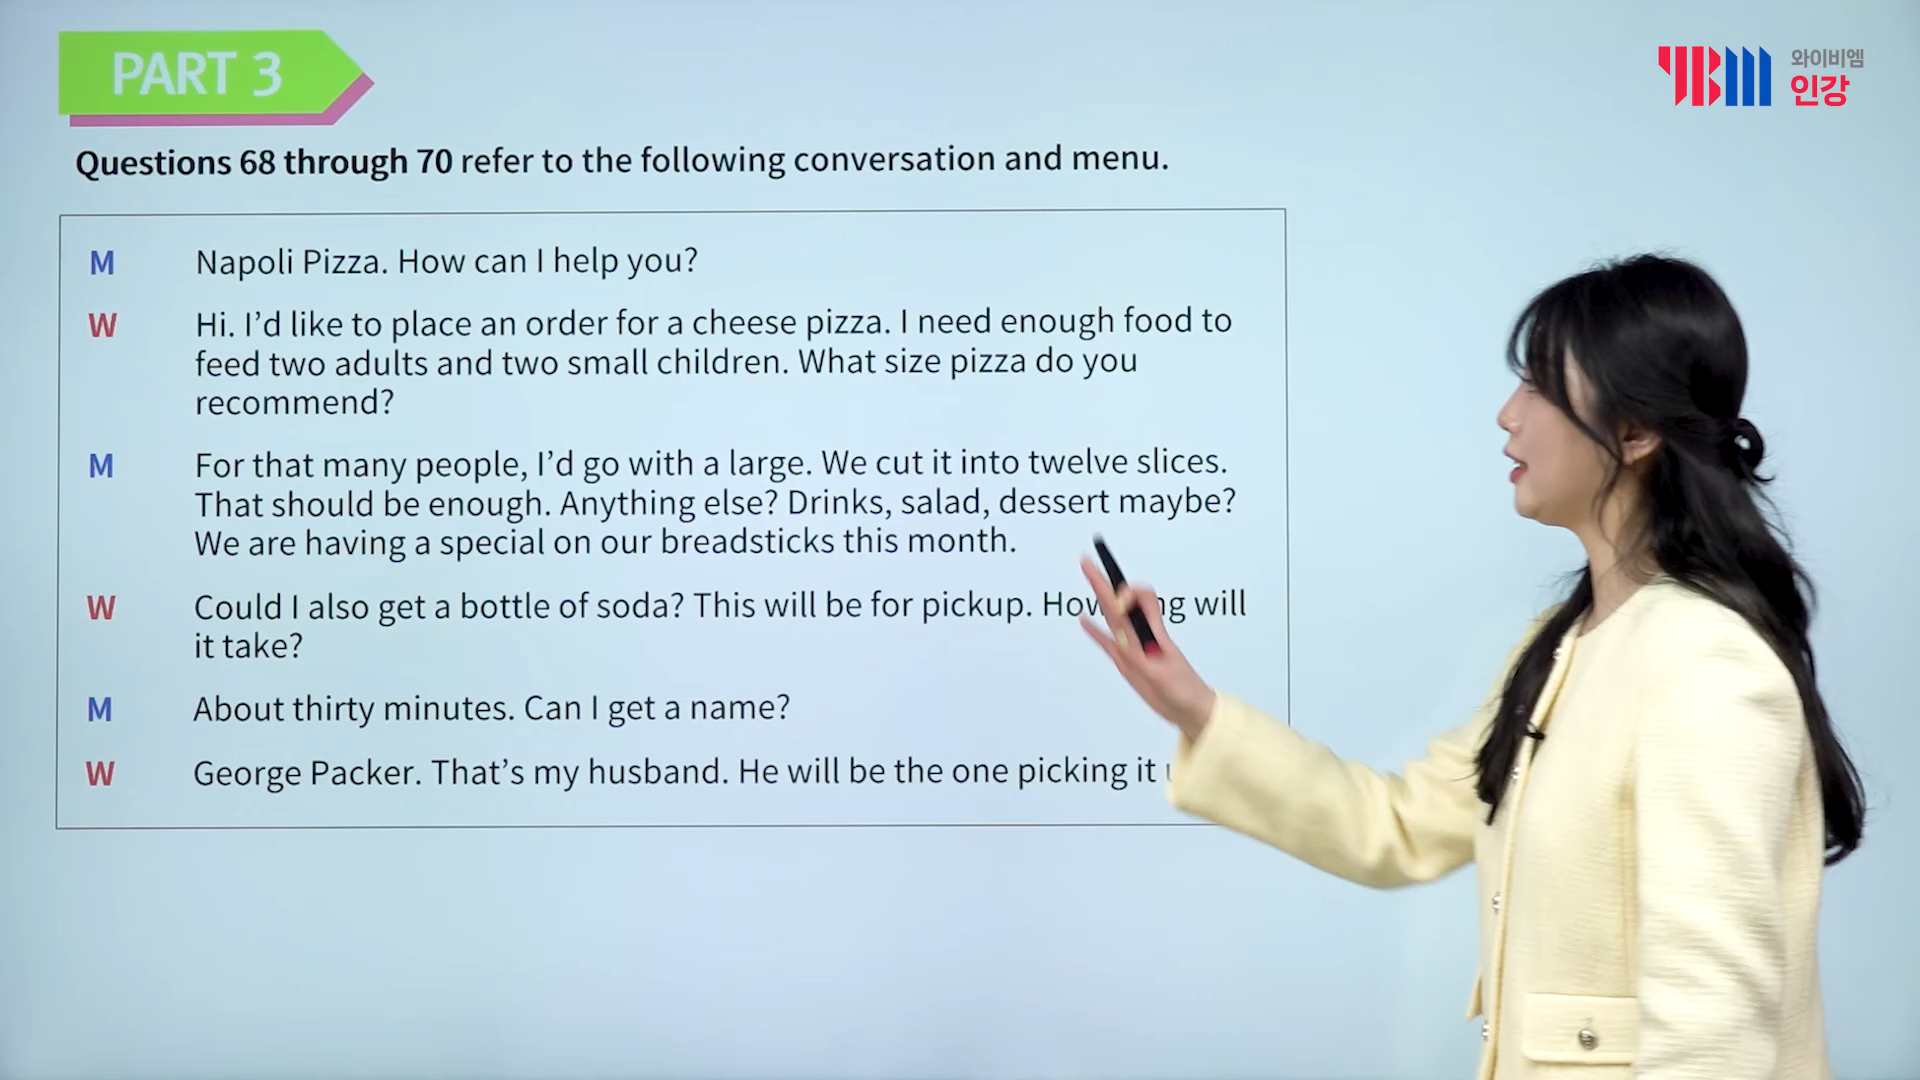 PART 3
YBM 와이비엠
인강
Questions 68 through 70 refer to the following conversation and menu.
M Napoli Pizza. How can I help you?
W Hi. I’d like to place an order for a cheese pizza. I need enough food to
feed two adults and two small children. What size pizza do you
recommend?
M For that many people, I’d go with a large. We cut it into twelve slices.
That should be enough. Anything else? Drinks, salad, dessert maybe?
We are having a special on our breadsticks this month.
W Could I also get a bottle of soda? This will be for pickup. will
it take?
M About thirty minutes. Can I get a name?
W George Packer. That’s my husband. He will be the one picking it